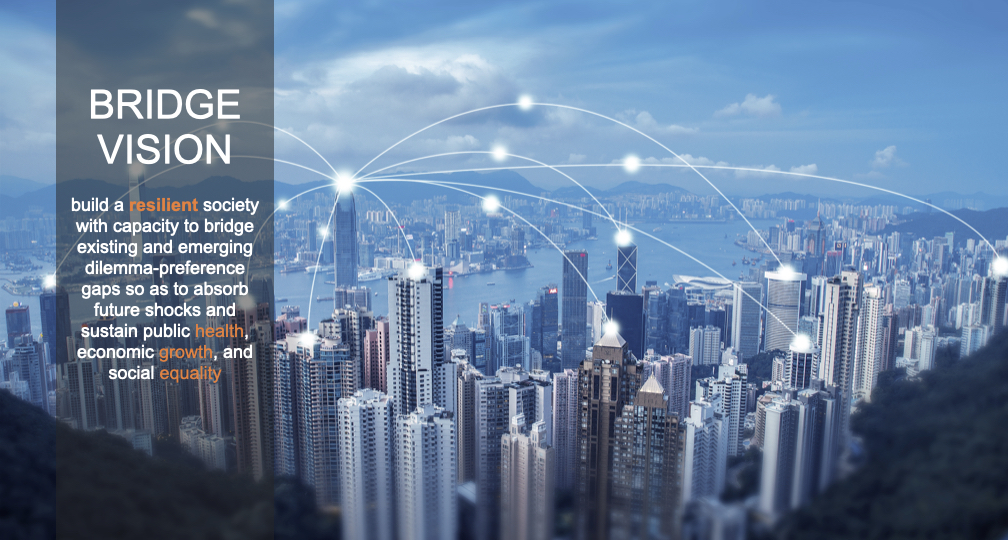 BRIDGE
VISION
build a resilient society
with capacity to bridge
existing and emerging
dilemma-preference
gaps so as to absorb
future shocks and
sustain public health,
economic growth, and
social equality